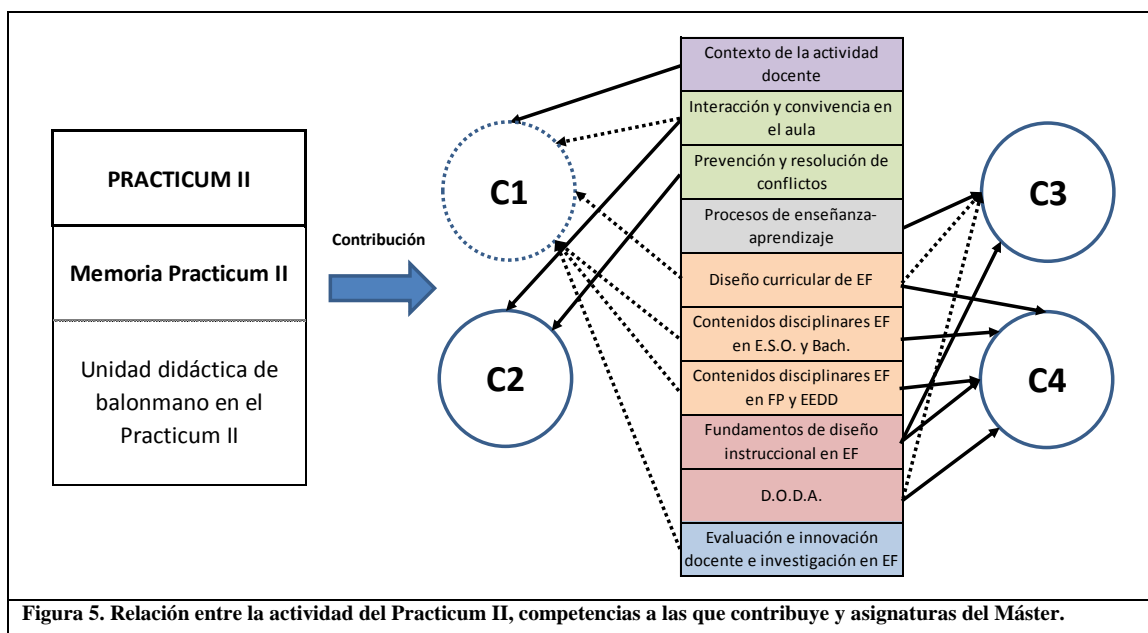 PRACTICUM II
Memoria Practicum II
Unidad didáctica de
balonmano en el
Practicum II
Contribución
C1
C2
Contexto de la actividad
docente
Interacción y convivencia en
el aula
Prevención y resolución de
conflictos
Procesos de enseñanza-
aprendizaje
Diseño curricular de EF
Contenidos disciplinares EF
en E.S.O. y Bach.
Contenidos disciplinares EF
en FP y EEDD
Fundamentos de diseño
instruccional en EF
D.O.D.A.
Evaluación e innovación
docente e investigación en EF
C3
C4
Figura 5. Relación entre la actividad del Practicum II, competencias a las que contribuye y asignaturas del Máster.